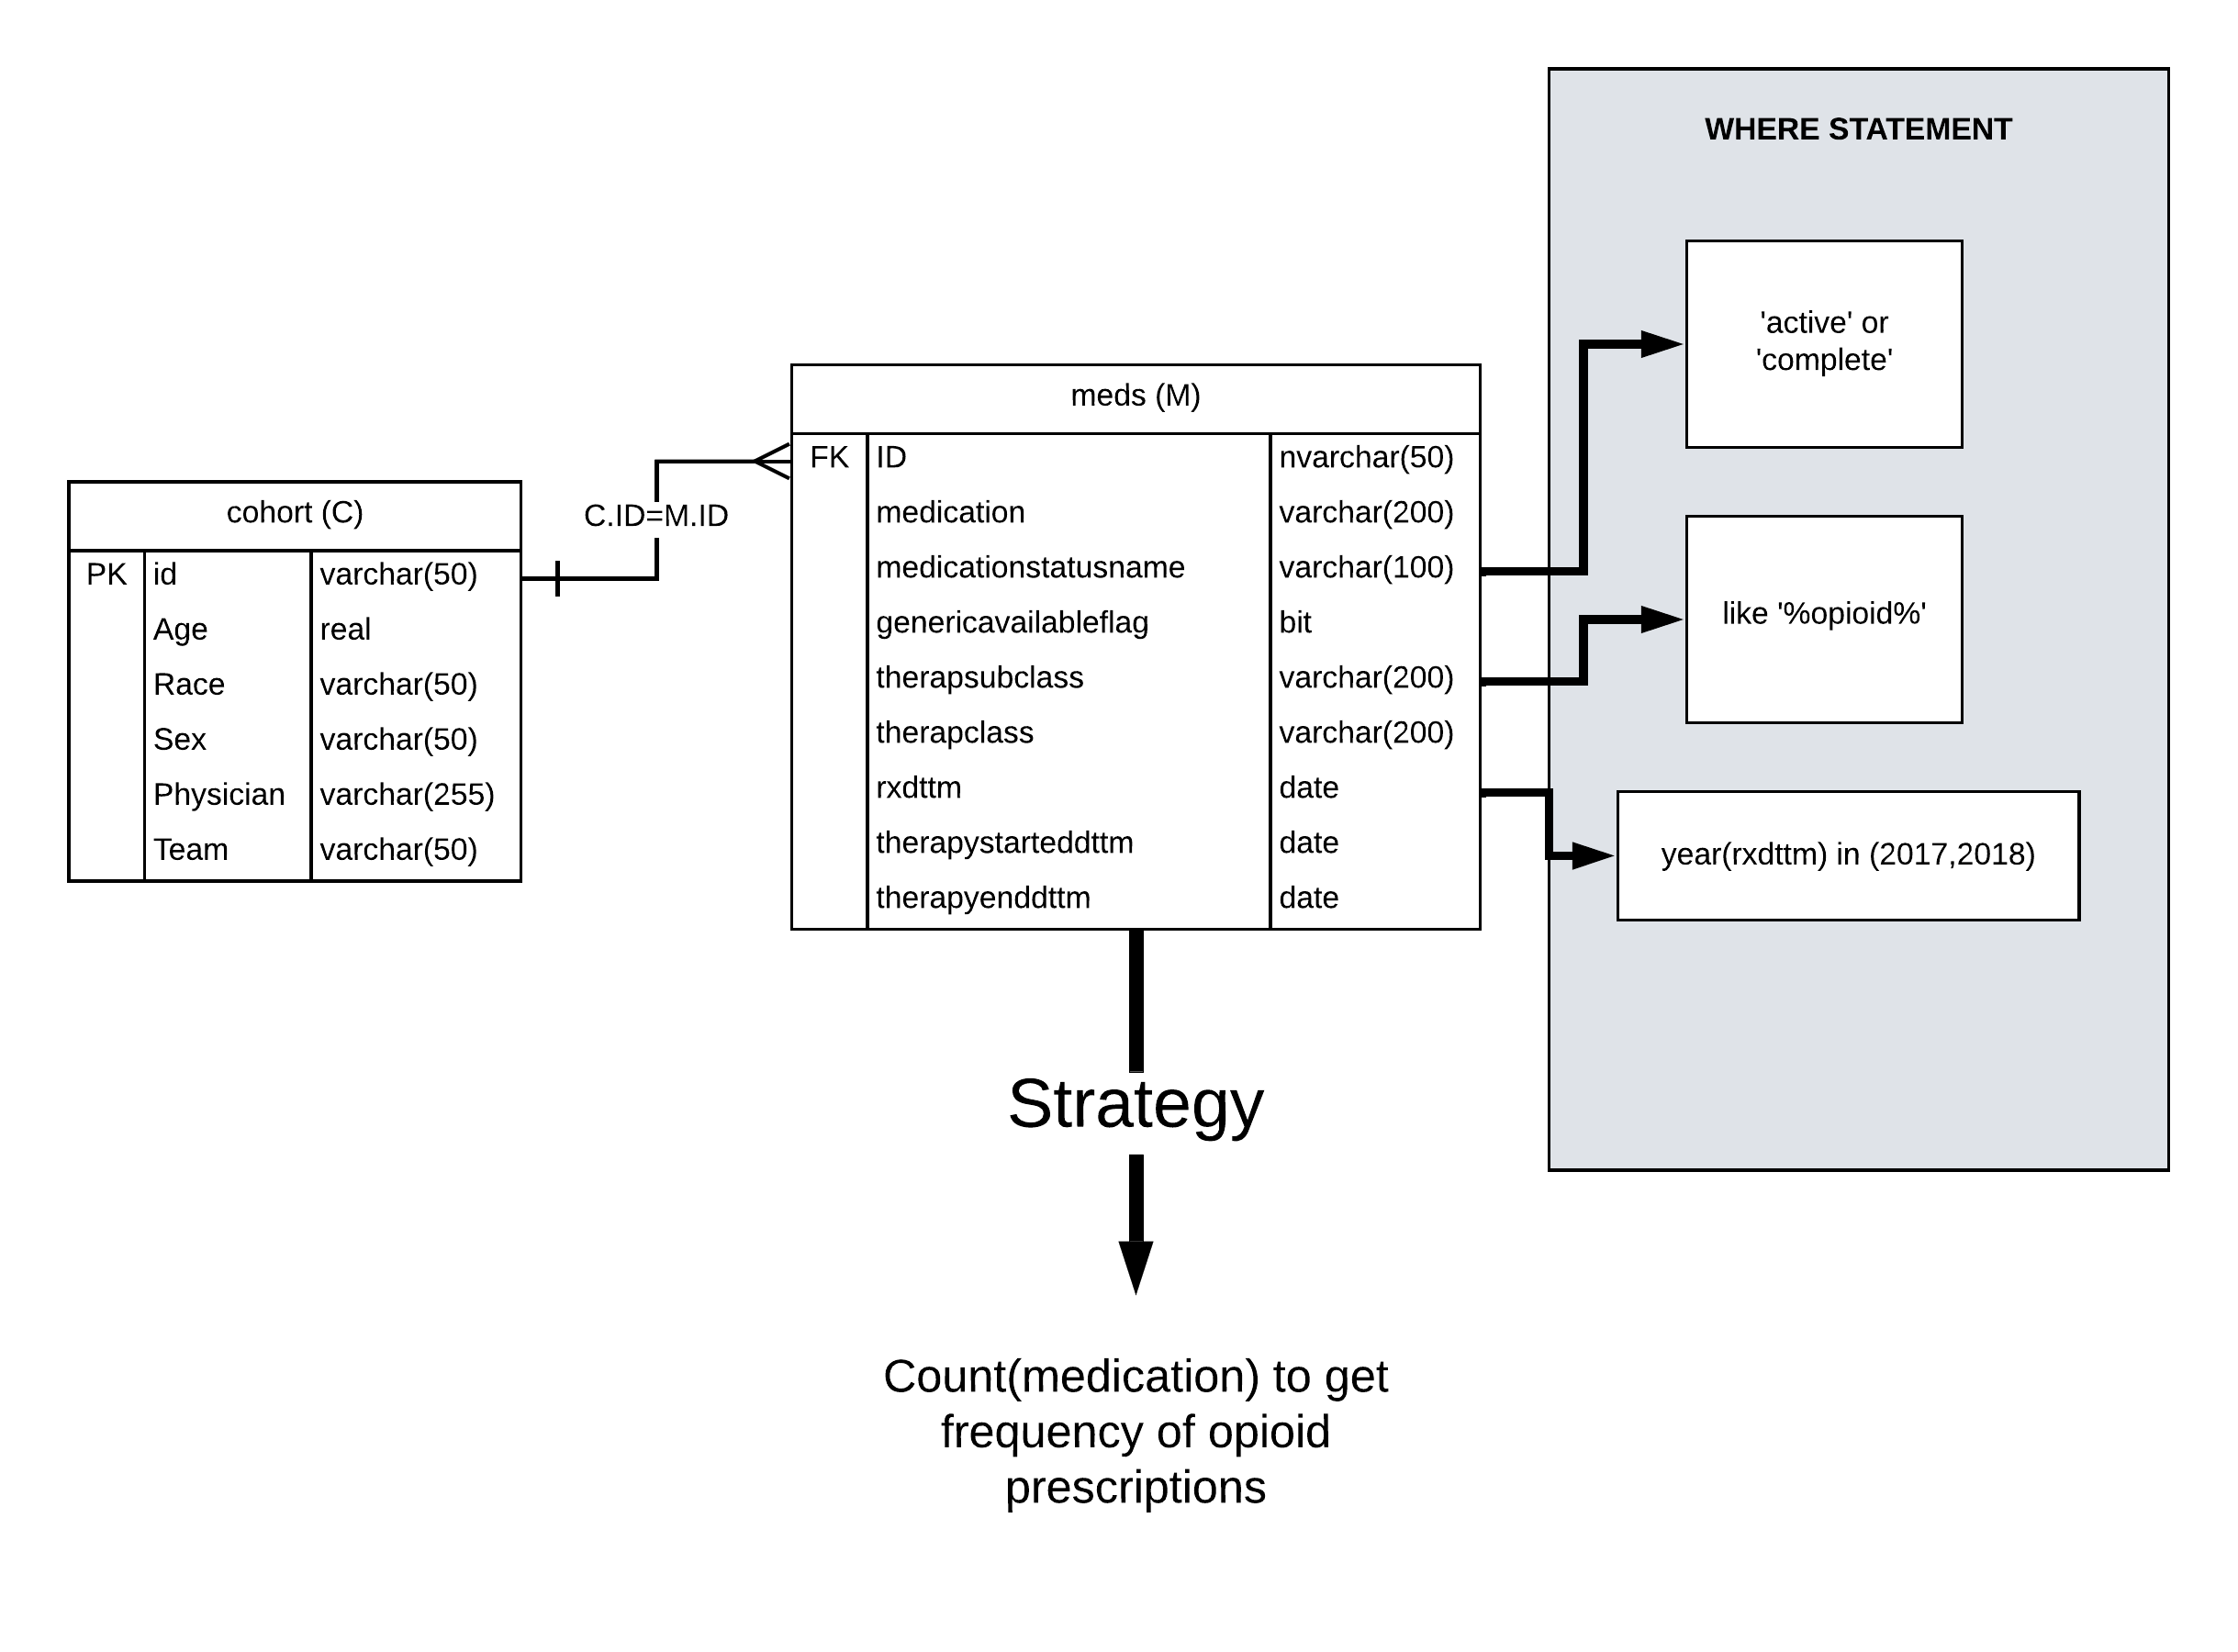 WHERE STATEMENT
'active' or
'complete'
like '%opioid%'
year(rxdttm) in (2017,2018)
meds (M)
FK ID nvarchar(50)
medication varchar(200)
medicationstatusname varchar(100)
genericavailableflag bit
therapsubclass varchar(200)
therapclass varchar(200)
rxdttm date
therapystarteddttm date
therapyenddttm date
C.ID=M.ID
cohort (C)
PK id varchar(50)
Age real
Race varchar(50)
Sex varchar(50)
Physician varchar(255)
Team varchar(50)
Strategy
Count(medication) to get
frequency of opioid
prescriptions